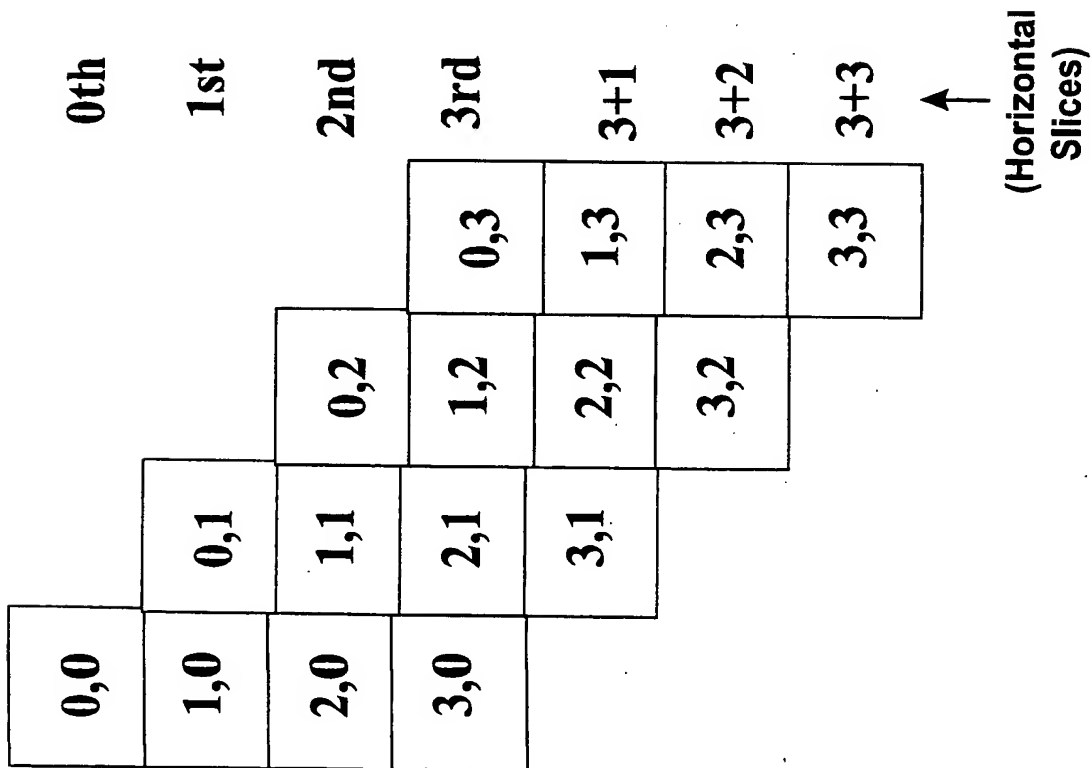 0,0 0th
1,0 0,1 1st
2,0 1,1 0,2 2nd
3,0 2,1 1,2 0,3 3rd
3,1 2,2 1,3 3+1
3,2 2,3 3+2
3,3 3+3
(Horizontal
Slices)